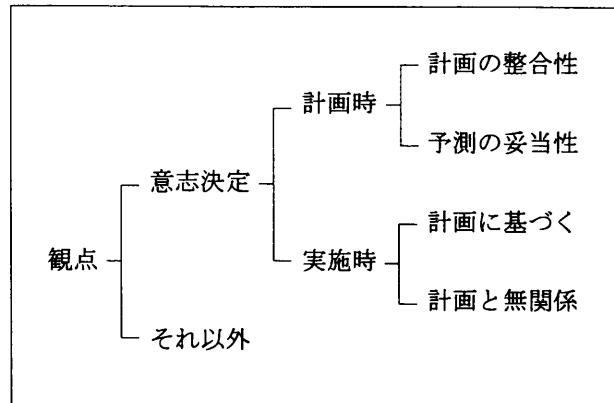 計画の整合性
計画時
予測の妥当性
意志決定
計画に基づく
観点
実施時
計画と無関係
それ以外